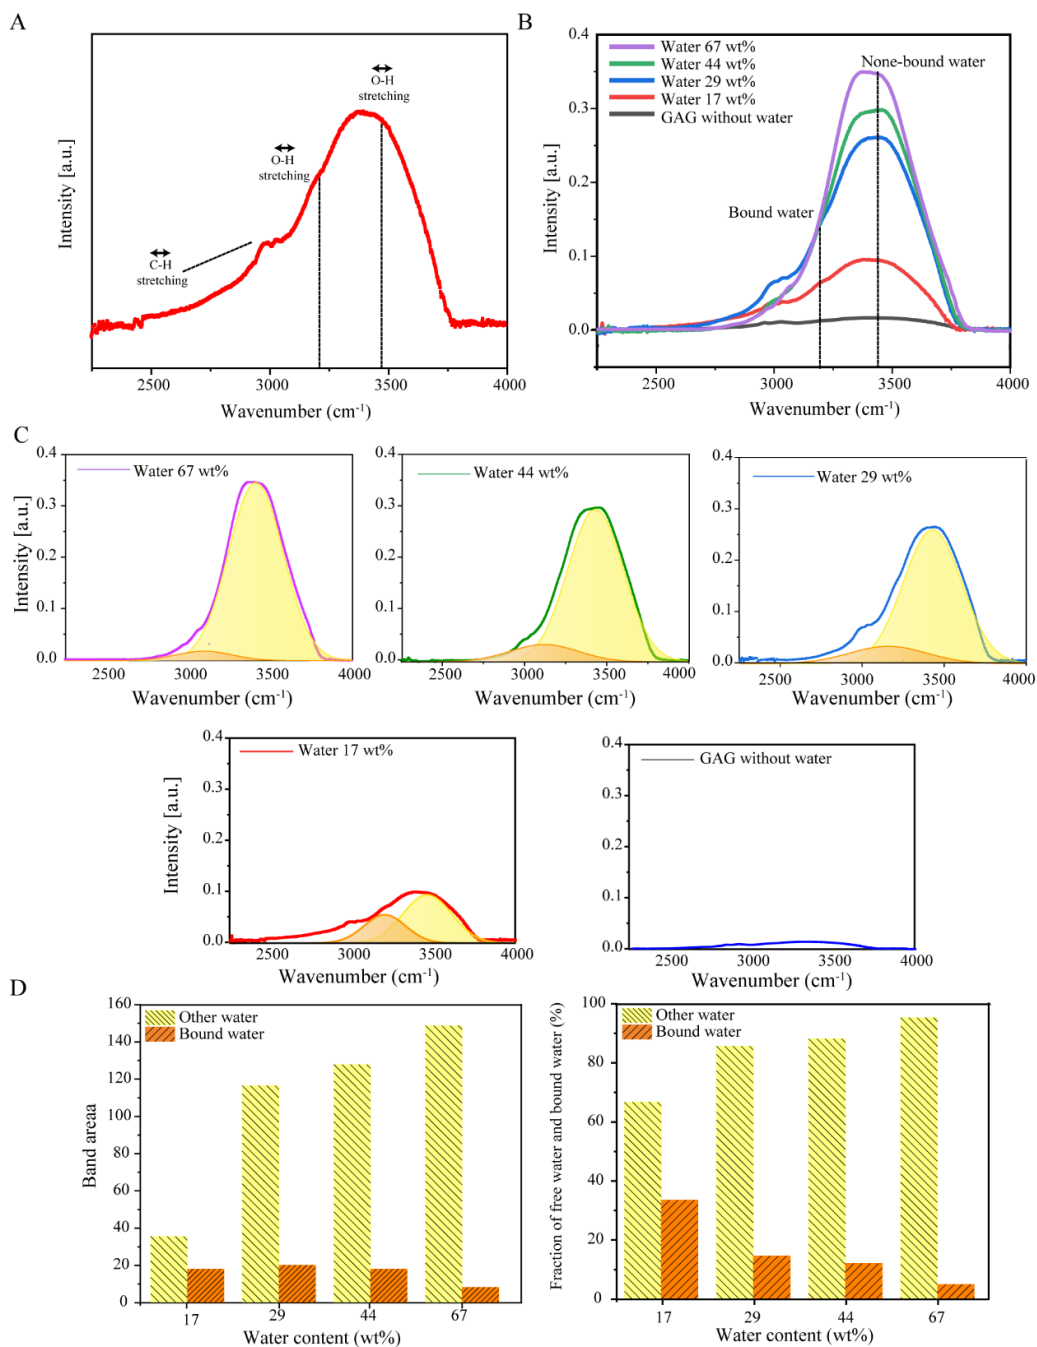 A
O-H
stretching
O-H
stretching
C-H
stretching
Intensity [a.u.]
2500
3000
3500
4000
Wavenumber (cm⁻¹)
B
0.4
0.3
0.2
0.1
0.0
Water 67 wt%
Water 44 wt%
Water 29 wt%
Water 17 wt%
GAG without water
None-bound water
Bound water
Intensity [a.u.]
2500
3000
3500
4000
Wavenumber (cm⁻¹)
C
0.4
0.3
0.2
0.1
0.0
Intensity [a.u.]
Water 67 wt%
2500
3000
3500
4000
Wavenumber (cm⁻¹)
0.4
0.3
0.2
0.1
0.0
Water 44 wt%
2500
3000
3500
4000
Wavenumber (cm⁻¹)
0.4
0.3
0.2
0.1
0.0
Intensity [a.u.]
Water 29 wt%
2500
3000
3500
4000
Wavenumber (cm⁻¹)
0.4
0.3
0.2
0.1
0.0
Intensity [a.u.]
Water 17 wt%
2500
3000
3500
4000
Wavenumber (cm⁻¹)
0.4
0.3
0.2
0.1
0.0
GAG without water
2500
3000
3500
4000
Wavenumber (cm⁻¹)
D
160
140
120
100
80
60
40
20
0
Band areaa
Other water
Bound water
17
29
44
67
Water content (wt%)
100
80
60
40
20
0
Fraction of free water and bound water (%)
Other water
Bound water
17
29
44
67
Water content (wt%)